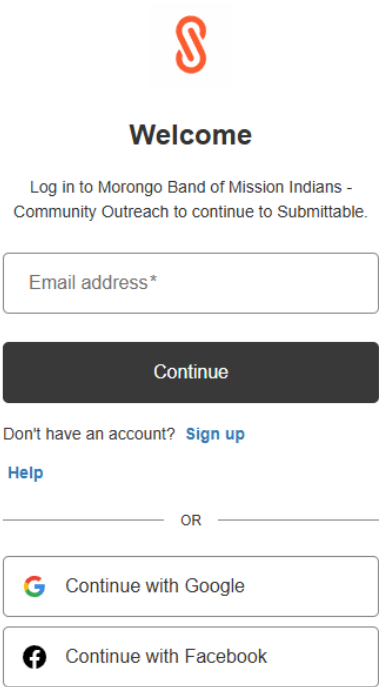 Welcome
Log in to Morongo Band of Mission Indians -
Community Outreach to continue to Submittable.
Email address*
Continue
Don't have an account? Sign up
Help
OR
Continue with Google
Continue with Facebook